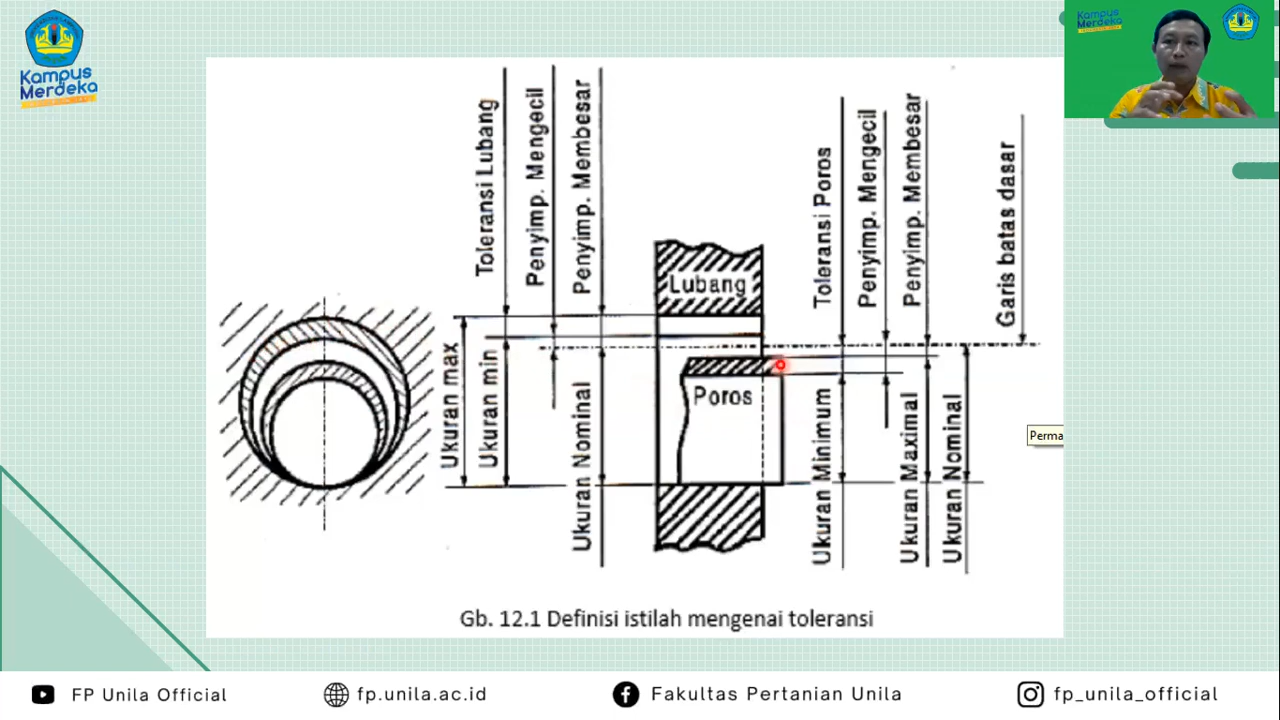 Kampus
Merdeka
Kampus
Merdeka
Toleransi Lubang
Penyimp. Mengecil
Penyimp. Membesar
Lubang
Toleransi Poros
Penyimp. Mengecil
Penyimp. Membesar
Garis batas dasar
Ukuran max
Ukuran min
Ukuran Nominal
Poros
Ukuran Minimum
Ukuran Maximal
Ukuran Nominal
Perma
Gb. 12.1 Definisi istilah mengenai toleransi
FP Unila Official
fp.unila.ac.id
Fakultas Pertanian Unila
fp_unila_official